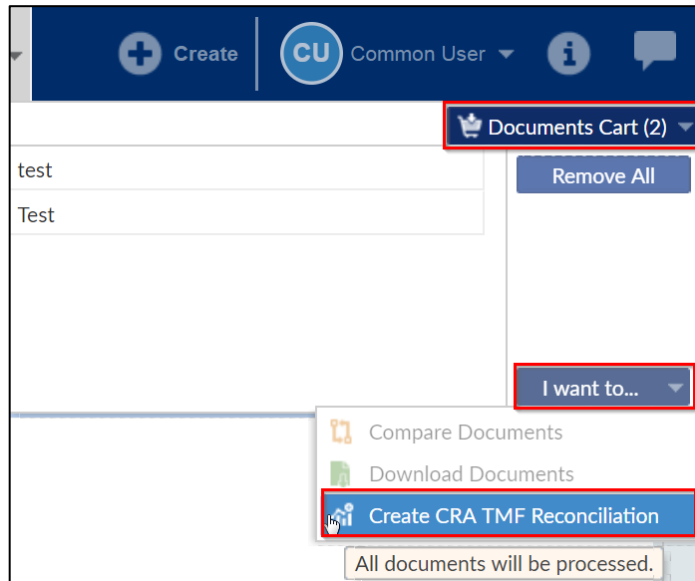 Create
CU
Common User
Documents Cart (2)
test
Remove All
Test
I want to...
Compare Documents
Download Documents
Create CRA TMF Reconciliation
All documents will be processed.